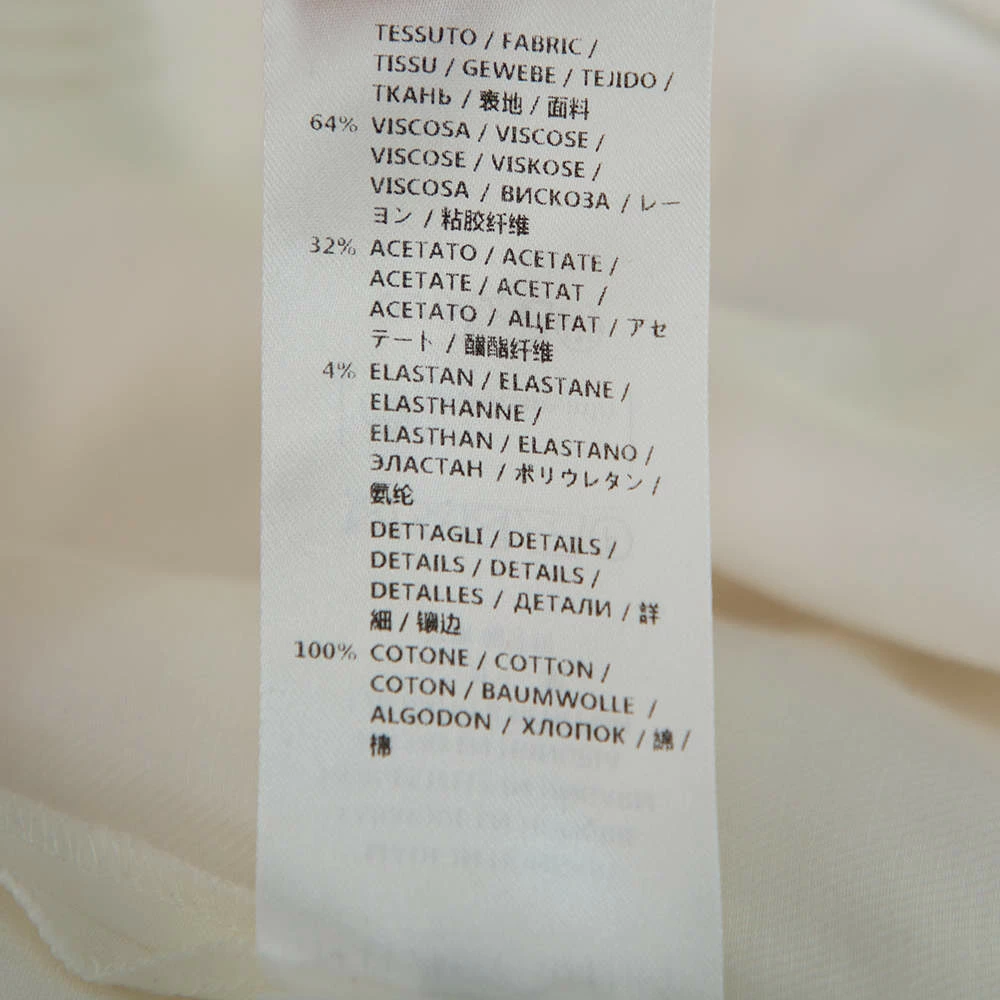 TESSUTO / FABRIC /
TISSU / GEWEBE / TEJIDO /
ТКАНЬ / 表地 / 面料
64% VISCOSA / VISCOSE /
VISCOSE / VISKOSE /
VISCOSA / ВИСКОЗА / レー
ヨン / 粘胶纤维
32% ACETATO / ACETATE /
ACETATE / ACETAT /
ACETATO / АЦЕТАТ / アセ
テート / 醋酯纤维
4% ELASTAN / ELASTANE /
ELASTHANNE /
ELASTHAN / ELASTANO /
ЭЛАСТАН / ポリウレタン /
氨纶
DETTAGLI / DETAILS /
DETAILS / DETAILS /
DETALLES / ДЕТАЛИ / 詳
細 / 镶边
100% COTONE / COTTON /
COTON / BAUMWOLLE /
ALGODON / ХЛОПОК / 綿 /
棉